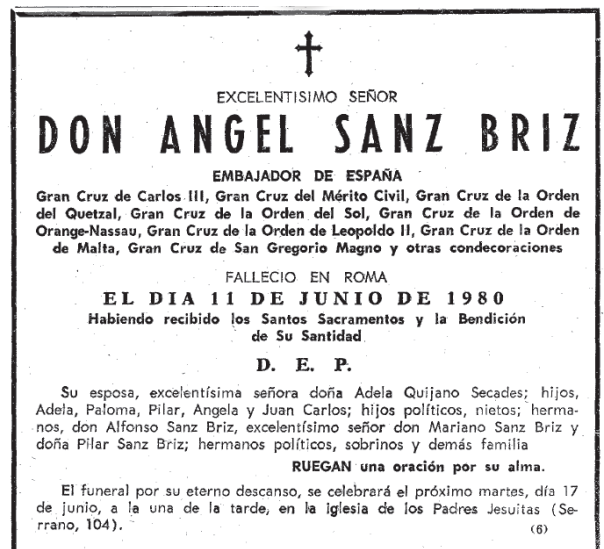 EXCELENTISIMO SEÑOR
DON ANGEL SANZ BRIZ
EMBAJADOR DE ESPAÑA
Gran Cruz de Carlos III, Gran Cruz del Mérito Civil, Gran Cruz de la Orden
del Quetzal, Gran Cruz de la Orden del Sol, Gran Cruz de la Orden de
Orange-Nassau, Gran Cruz de la Orden de Leopoldo II, Gran Cruz de la Orden
de Malta, Gran Cruz de San Gregorio Magno y otras condecoraciones
FALLECIO EN ROMA
EL DIA 11 DE JUNIO DE 1980
Habiendo recibido los Santos Sacramentos y la Bendición
de Su Santidad
D. E. P.
Su esposa, excelentísima señora doña Adela Quijano Secades; hijos,
Adela, Paloma, Pilar, Angela y Juan Carlos; hijos políticos, nietos; herma-
nos, don Alfonso Sanz Briz, excelentísimo señor don Mariano Sanz Briz y
doña Pilar Sanz Briz; hermanos políticos, sobrinos y demás familia
RUEGAN una oración por su alma.
El funeral por su eterno descanso, se celebrará el próximo martes, día 17
de junio, a la una de la tarde, en la iglesia de los Padres Jesuitas (Se-
rrano, 104).
(6)